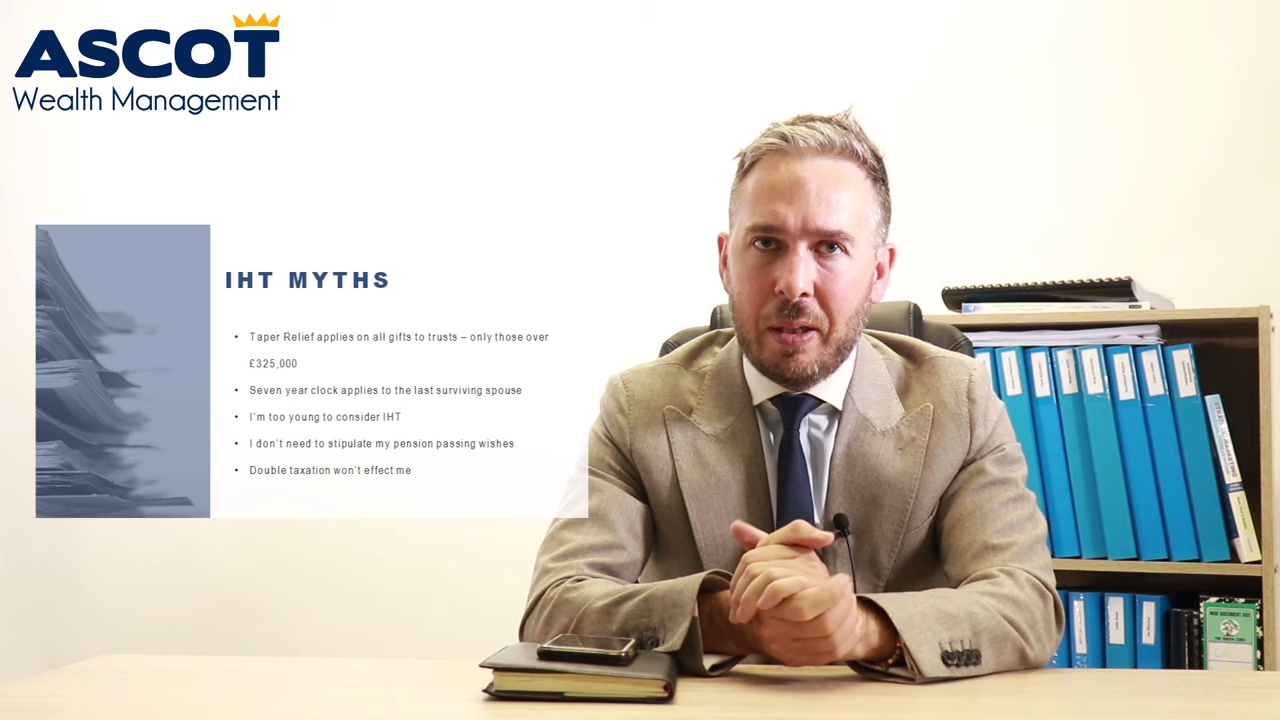 ASCOT
Wealth Management
IHT MYTHS
• Taper Relief applies on all gifts to trusts – only those over
£325,000
• Seven year clock applies to the last surviving spouse
• I'm too young to consider IHT
• I don't need to stipulate my pension passing wishes
• Double taxation won't effect me
MARKETING